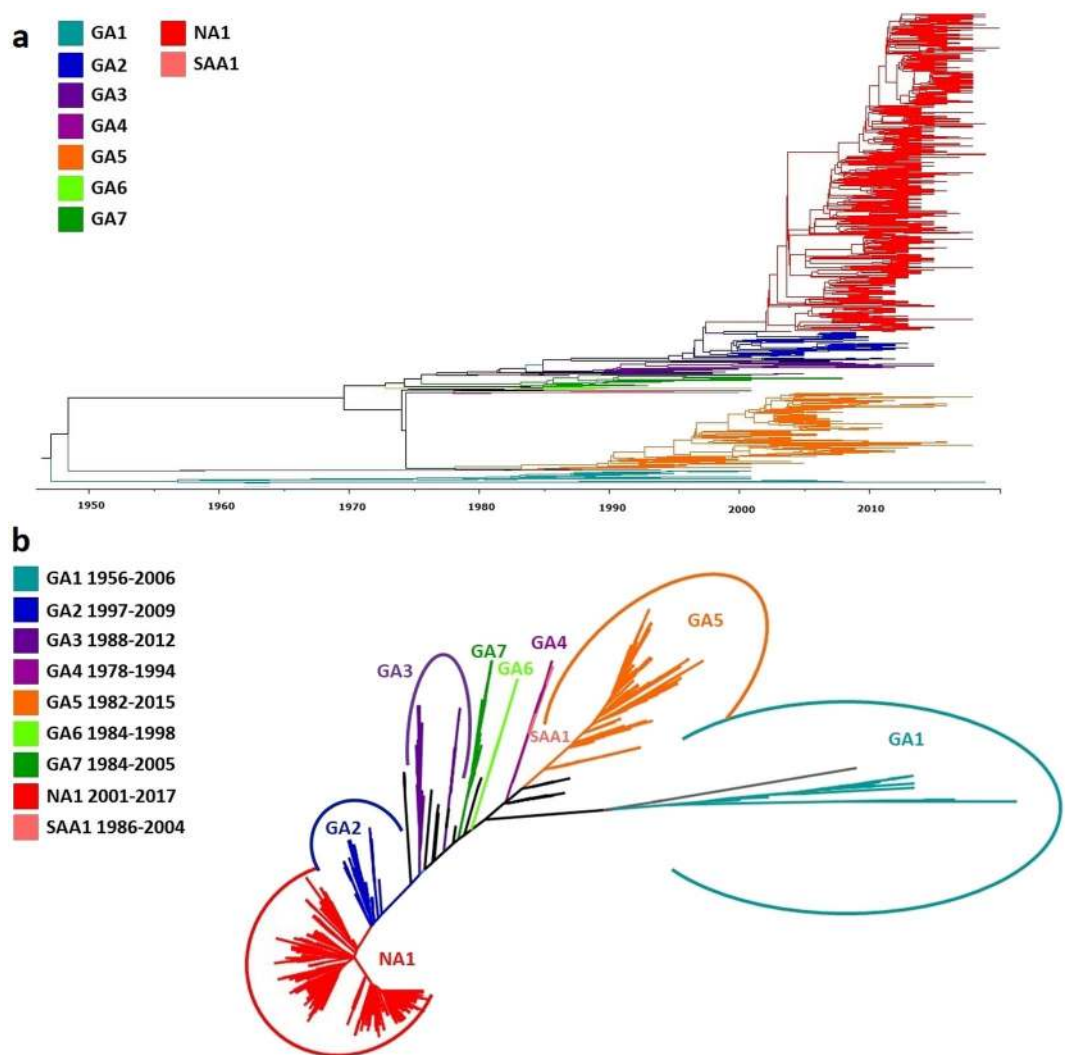 a
GA1
GA2
GA3
GA4
GA5
GA6
GA7
NA1
SAA1
1950 1960 1970 1980 1990 2000 2010
b
GA1 1956-2006
GA2 1997-2009
GA3 1988-2012
GA4 1978-1994
GA5 1982-2015
GA6 1984-1998
GA7 1984-2005
NA1 2001-2017
SAA1 1986-2004
GA3
GA7
GA6
GA4
GA5
SAA1
GA1
GA2
NA1